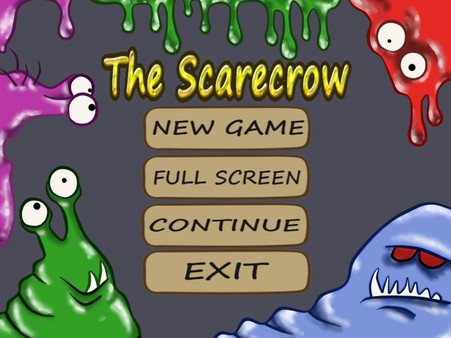 The Scarecrow
NEW GAME
FULL SCREEN
CONTINUE
EXIT